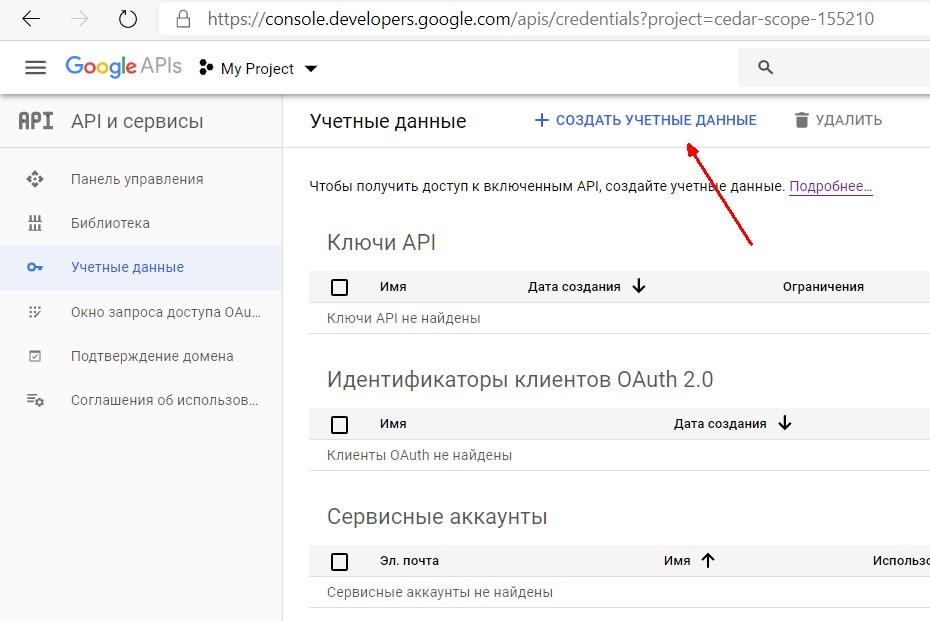 https://console.developers.google.com/apis/credentials?project=cedar-scope-155210
Google APIs My Project
API API и сервисы
Учетные данные + СОЗДАТЬ УЧЕТНЫЕ ДАННЫЕ УДАЛИТЬ
Панель управления
Библиотека
Учетные данные
Окно запроса доступа OAu...
Подтверждение домена
Соглашения об использов...
Чтобы получить доступ к включенным API, создайте учетные данные. Подробнее...
Ключи API
Имя Дата создания Ограничения
Ключи API не найдены
Идентификаторы клиентов OAuth 2.0
Имя Дата создания
Клиенты OAuth не найдены
Сервисные аккаунты
Эл. почта Имя Использо
Сервисные аккаунты не найдены